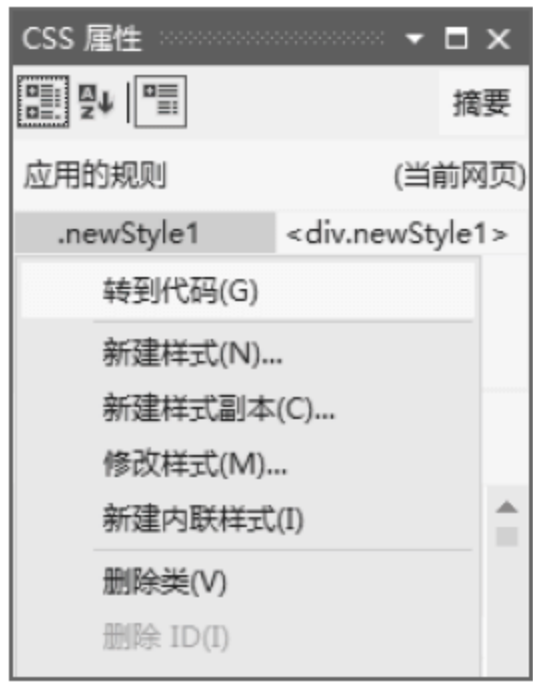 CSS 属性
摘要
应用的规则 (当前网页)
.newStyle1 <div.newStyle1>
转到代码(G)
新建样式(N)...
新建样式副本(C)...
修改样式(M)...
新建内联样式(I)
删除类(V)
删除 ID(I)